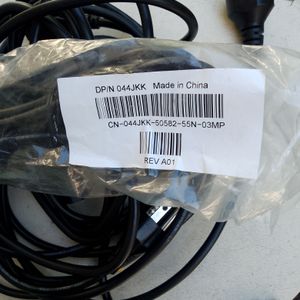 DP/N 044JKK Made in China
CN-044JKK-50582-55N-03MP
REV A01